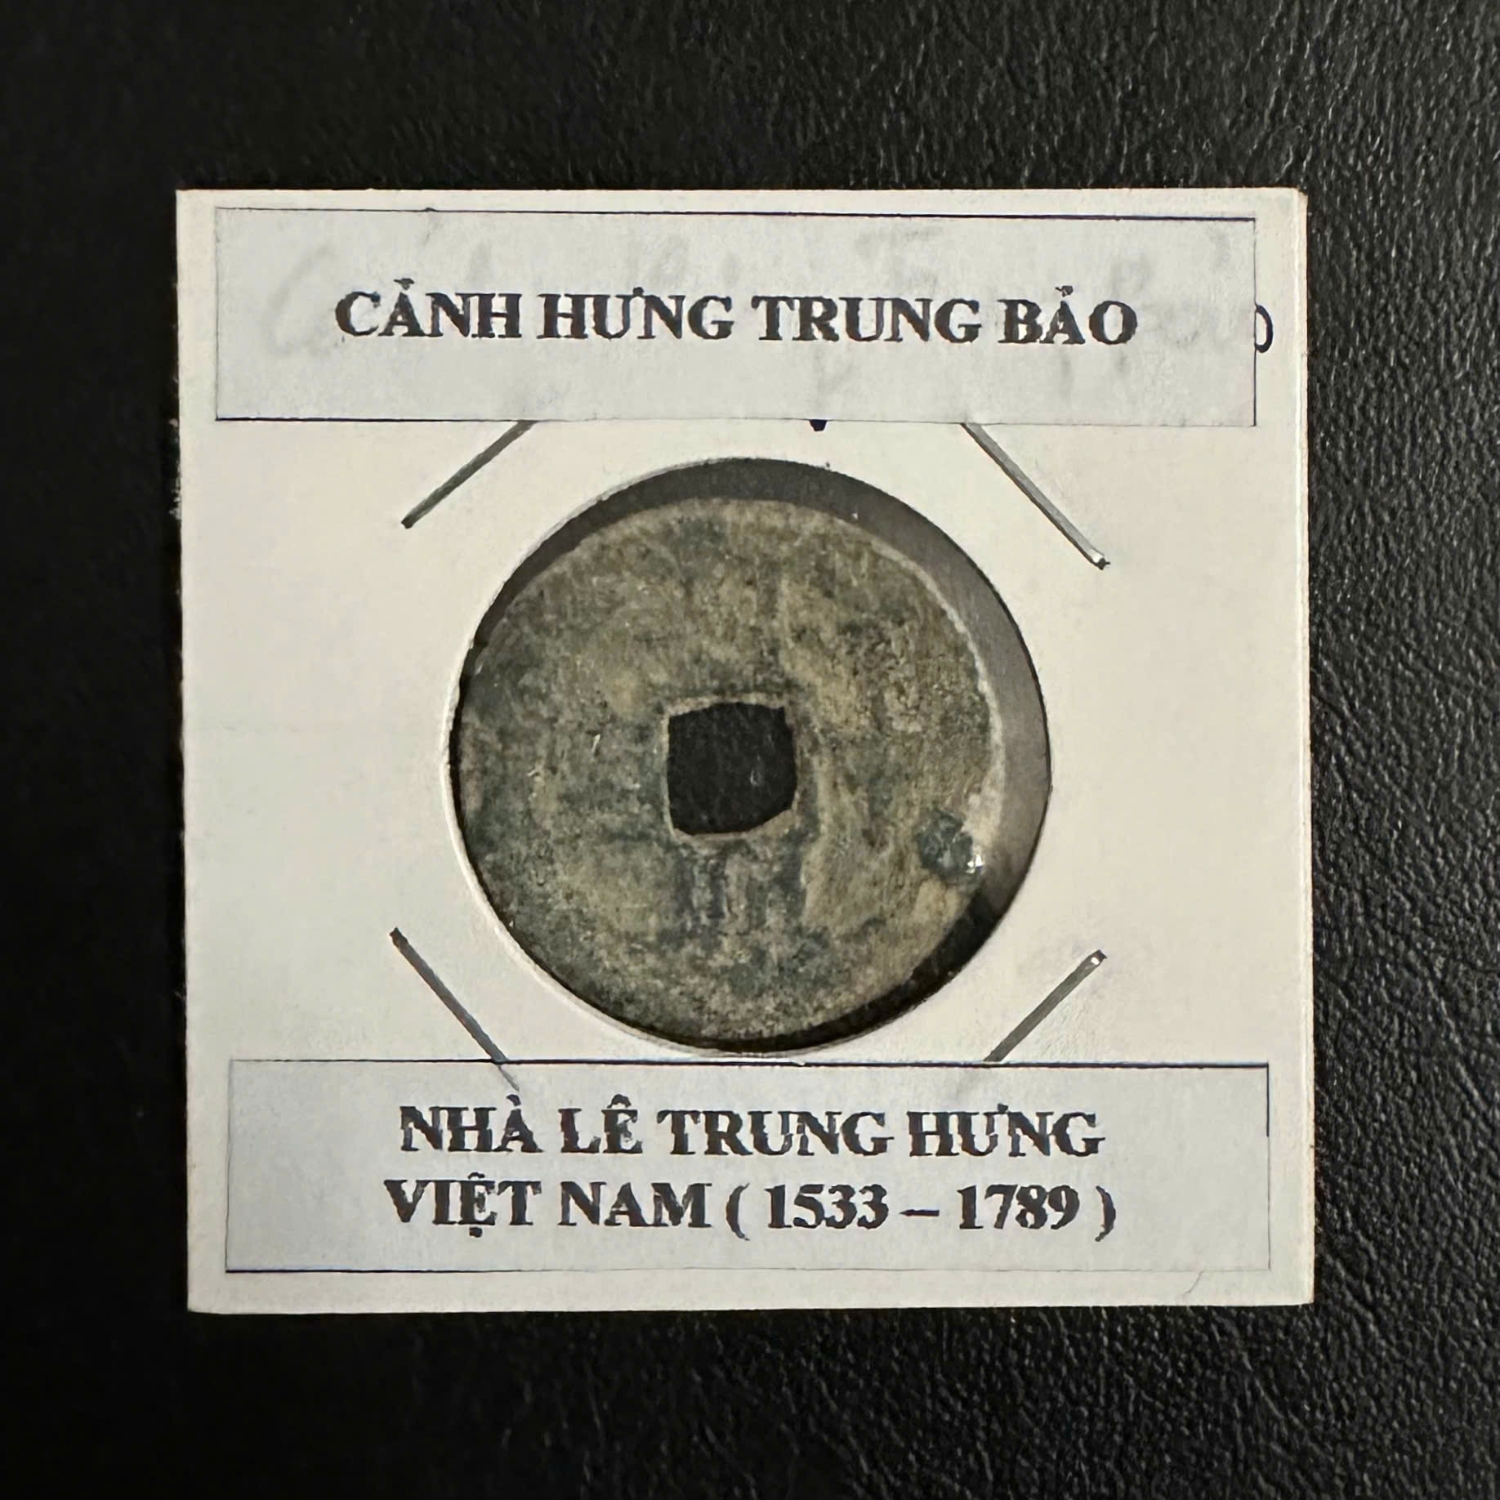 CẢNH HƯNG TRUNG BẢO
NHÀ LÊ TRUNG HƯNG
VIỆT NAM ( 1533 – 1789 )